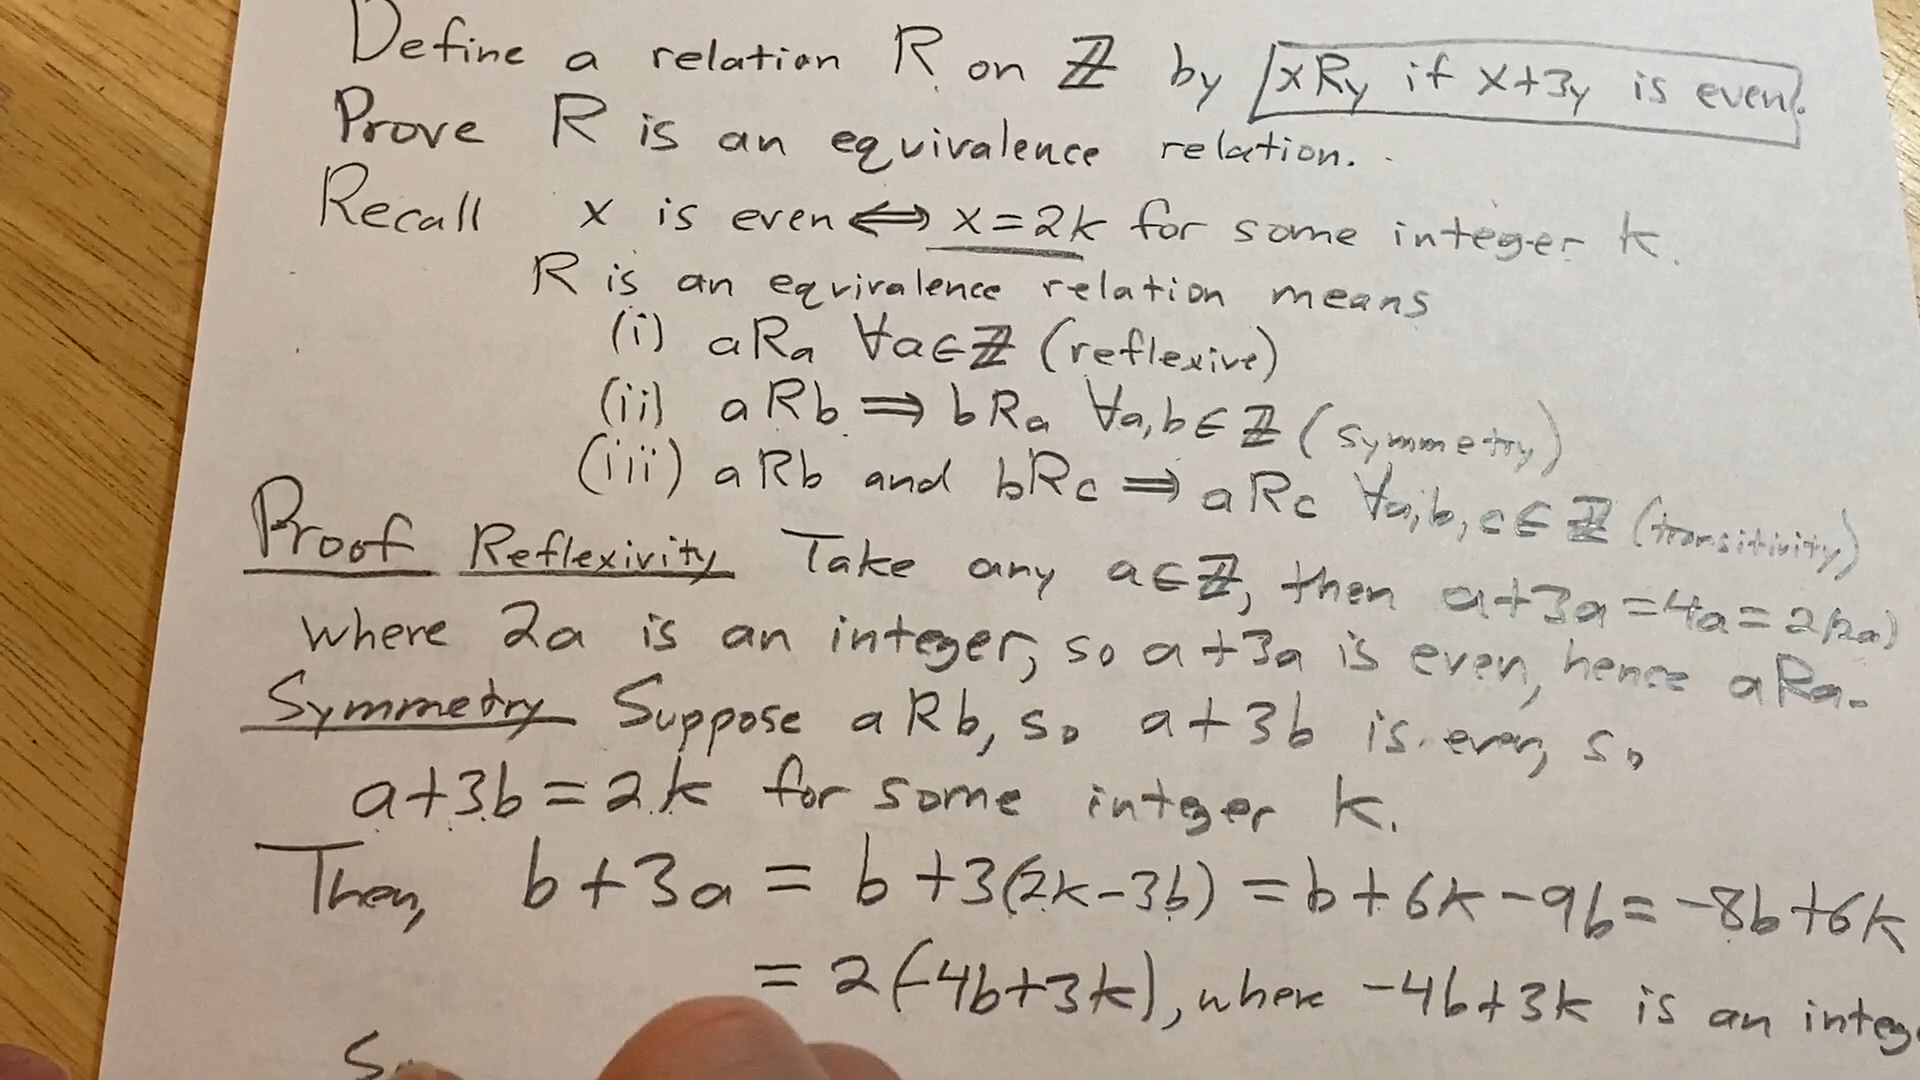 Define a relation R on ℤ by xRy if x+3y is even.
Prove R is an equivalence relation.
Recall x is even ⟺ x=2k for some integer k.
R is an equivalence relation means
(i) aRa ∀a∈ℤ (reflexive)
(ii) aRb ⟹ bRa ∀a,b∈ℤ (symmetry)
(iii) aRb and bRc ⟹ aRc ∀a,b,c∈ℤ (transitivity)
Proof Reflexivity Take any a∈ℤ, then a+3a=4a=2(2a)
where 2a is an integer, so a+3a is even, hence aRa.
Symmetry Suppose aRb, so a+3b is even, so
a+3b=2k for some integer k.
Then, b+3a = b+3(2k-3b) = b+6k-9b = -8b+6k
= 2(-4b+3k), where -4b+3k is an integ
S